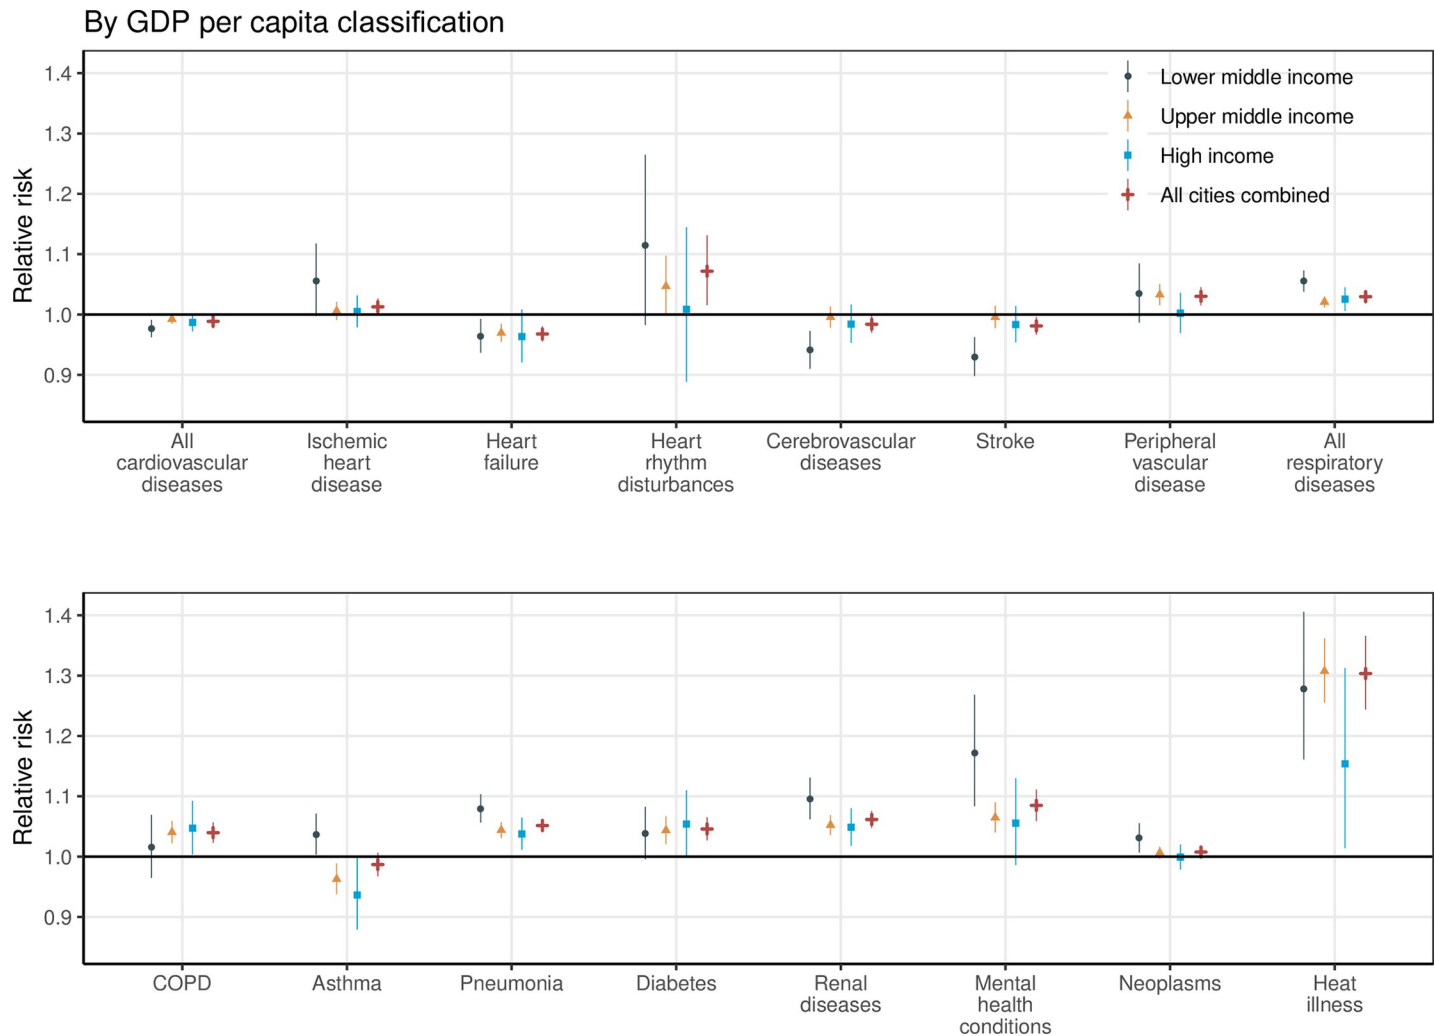 By GDP per capita classification
Relative risk
1.4
1.3
1.2
1.1
1.0
0.9
Lower middle income
Upper middle income
High income
All cities combined
All
cardiovascular
diseases
Ischemic
heart
disease
Heart
failure
Heart
rhythm
disturbances
Cerebrovascular
diseases
Stroke
Peripheral
vascular
disease
All
respiratory
diseases
Relative risk
1.4
1.3
1.2
1.1
1.0
0.9
COPD
Asthma
Pneumonia
Diabetes
Renal
diseases
Mental
health
conditions
Neoplasms
Heat
illness